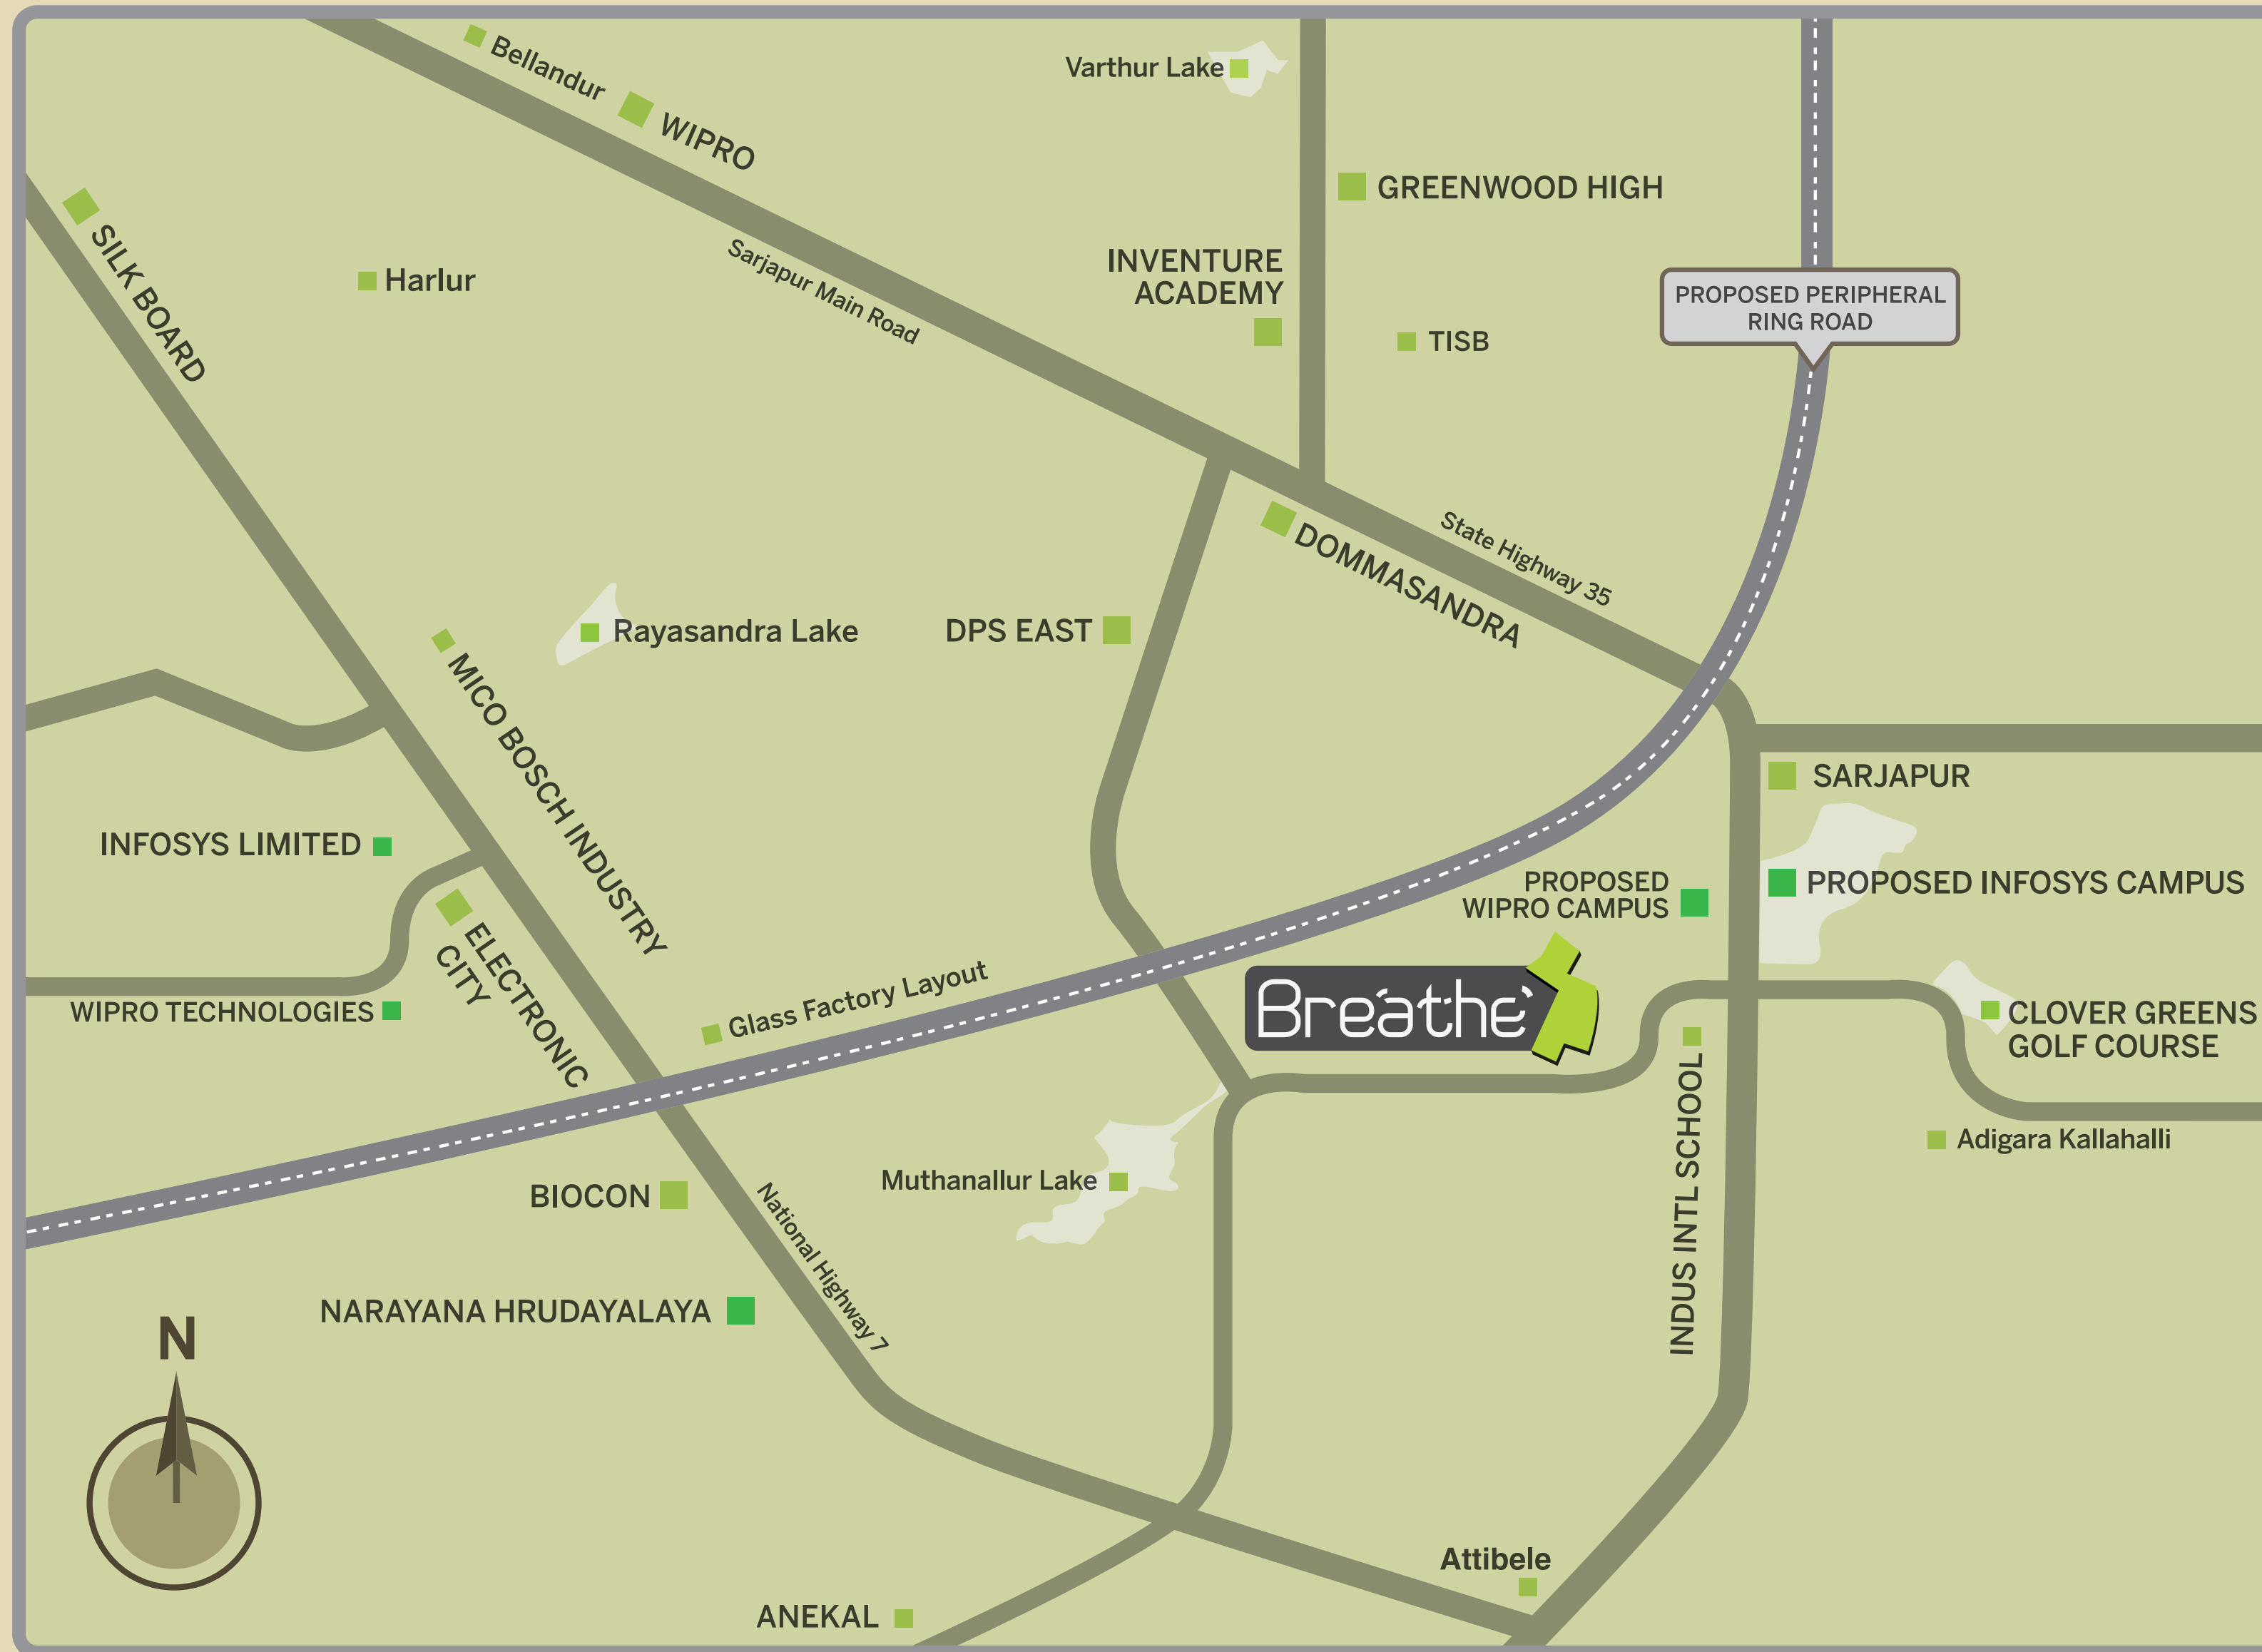 Bellandur
WIPRO
Varthur Lake
GREENWOOD HIGH
SILK BOARD
Harlur
Sarjapur Main Road
INVENTURE
ACADEMY
TISB
PROPOSED PERIPHERAL
RING ROAD
State Highway 35
DOMMASANDRA
MICO BOSCH INDUSTRY
Rayasandra Lake
DPS EAST
SARJAPUR
INFOSYS LIMITED
PROPOSED
WIPRO CAMPUS
PROPOSED INFOSYS CAMPUS
ELECTRONIC
CITY
WIPRO TECHNOLOGIES
Glass Factory Layout
Breathe
CLOVER GREENS
GOLF COURSE
INDUS INTL SCHOOL
Adigara Kallahalli
Muthanallur Lake
BIOCON
National Highway 7
NARAYANA HRUDAYALAYA
N
Attibele
ANEKAL